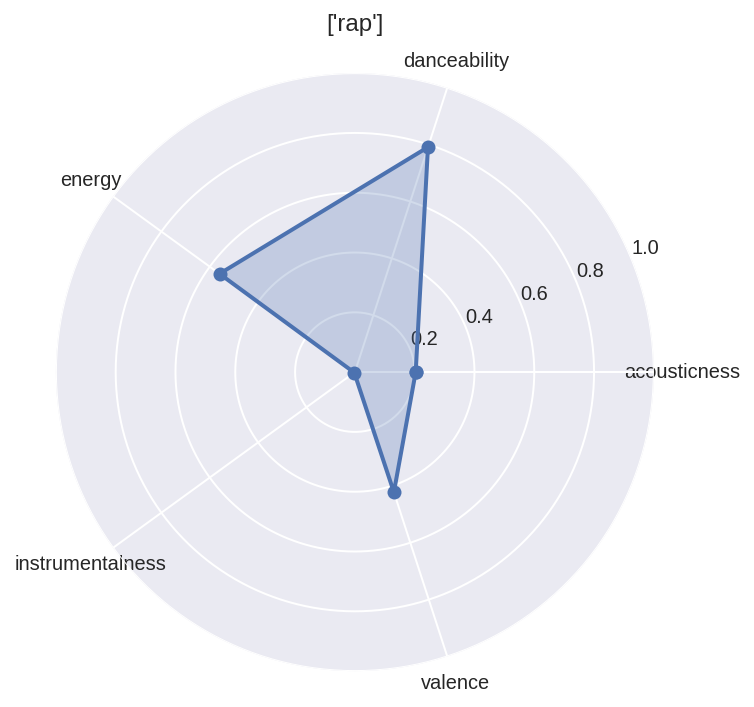 ['rap']
danceability
energy
1.0
0.8
0.6
0.4
0.2
acousticness
instrumentalness
valence